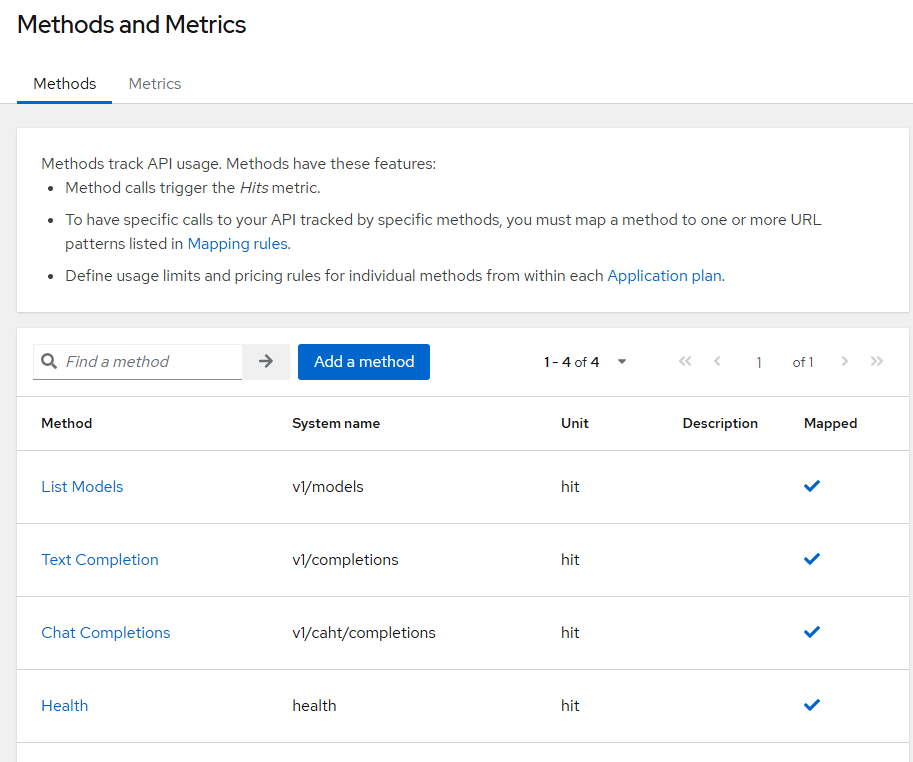 Methods and Metrics
Methods Metrics
Methods track API usage. Methods have these features:
• Method calls trigger the Hits metric.
• To have specific calls to your API tracked by specific methods, you must map a method to one or more URL
patterns listed in Mapping rules.
• Define usage limits and pricing rules for individual methods from within each Application plan.
Find a method Add a method 1 - 4 of 4 1 of 1
Method System name Unit Description Mapped
List Models v1/models hit
Text Completion v1/completions hit
Chat Completions v1/caht/completions hit
Health health hit